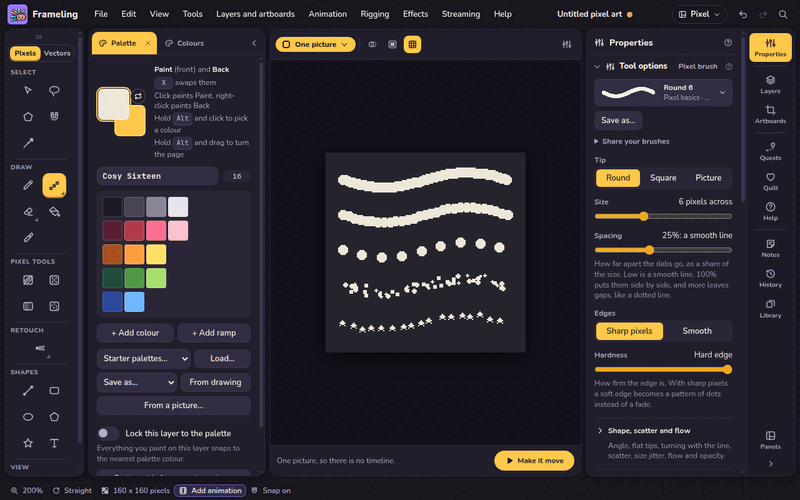 Frameling
File Edit View Tools Layers and artboards Animation Rigging Effects Streaming Help
Untitled pixel art
Pixel
Pixels Vectors
SELECT
DRAW
PIXEL TOOLS
RETOUCH
SHAPES
VIEW
Palette
Colours
Paint (front) and Back
X swaps them
Click paints Paint, right-
click paints Back
Hold Alt and click to pick
a colour
Hold Alt and drag to turn
the page
Cosy Sixteen 16
+ Add colour + Add ramp
Starter palettes... Load...
Save as... From drawing
From a picture...
Lock this layer to the palette
Everything you paint on this layer snaps to
the nearest palette colour.
One picture
One picture, so there is no timeline.
Make it move
Properties
Tool options Pixel brush
Round 6
Pixel basics · ...
Save as...
Share your brushes
Tip
Round Square Picture
Size 6 pixels across
Spacing 25%: a smooth line
How far apart the dabs go, as a share of
the size. Low is a smooth line, 100%
puts them side by side, and more leaves
gaps, like a dotted line.
Edges
Sharp pixels Smooth
Hardness Hard edge
How firm the edge is. With sharp pixels
a soft edge becomes a pattern of dots
instead of a fade.
Shape, scatter and flow
Angle, flat tips, turning with the line,
scatter, size jitter, flow and opacity.
Properties
Layers
Artboards
Quests
Quill
Help
Notes
History
Library
Panels
200% Straight 160 x 160 pixels Add animation Snap on